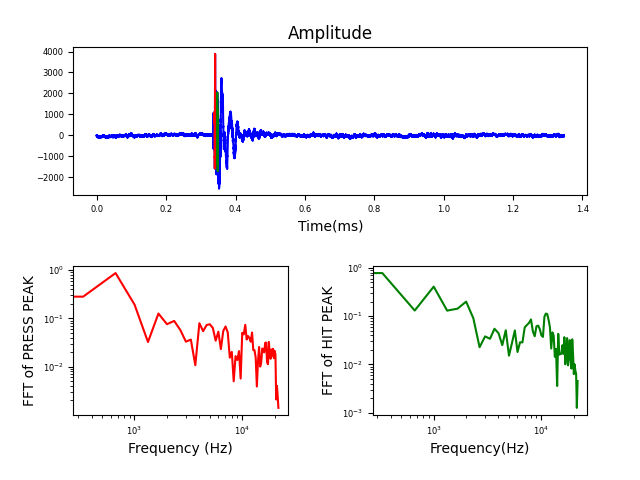 Amplitude
4000
3000
2000
1000
0
−1000
−2000
0.0 0.2 0.4 0.6 0.8 1.0 1.2 1.4
Time(ms)
FFT of PRESS PEAK
10⁰
10⁻¹
10⁻²
10³ 10⁴
Frequency (Hz)
FFT of HIT PEAK
10⁰
10⁻¹
10⁻²
10⁻³
10³ 10⁴
Frequency(Hz)